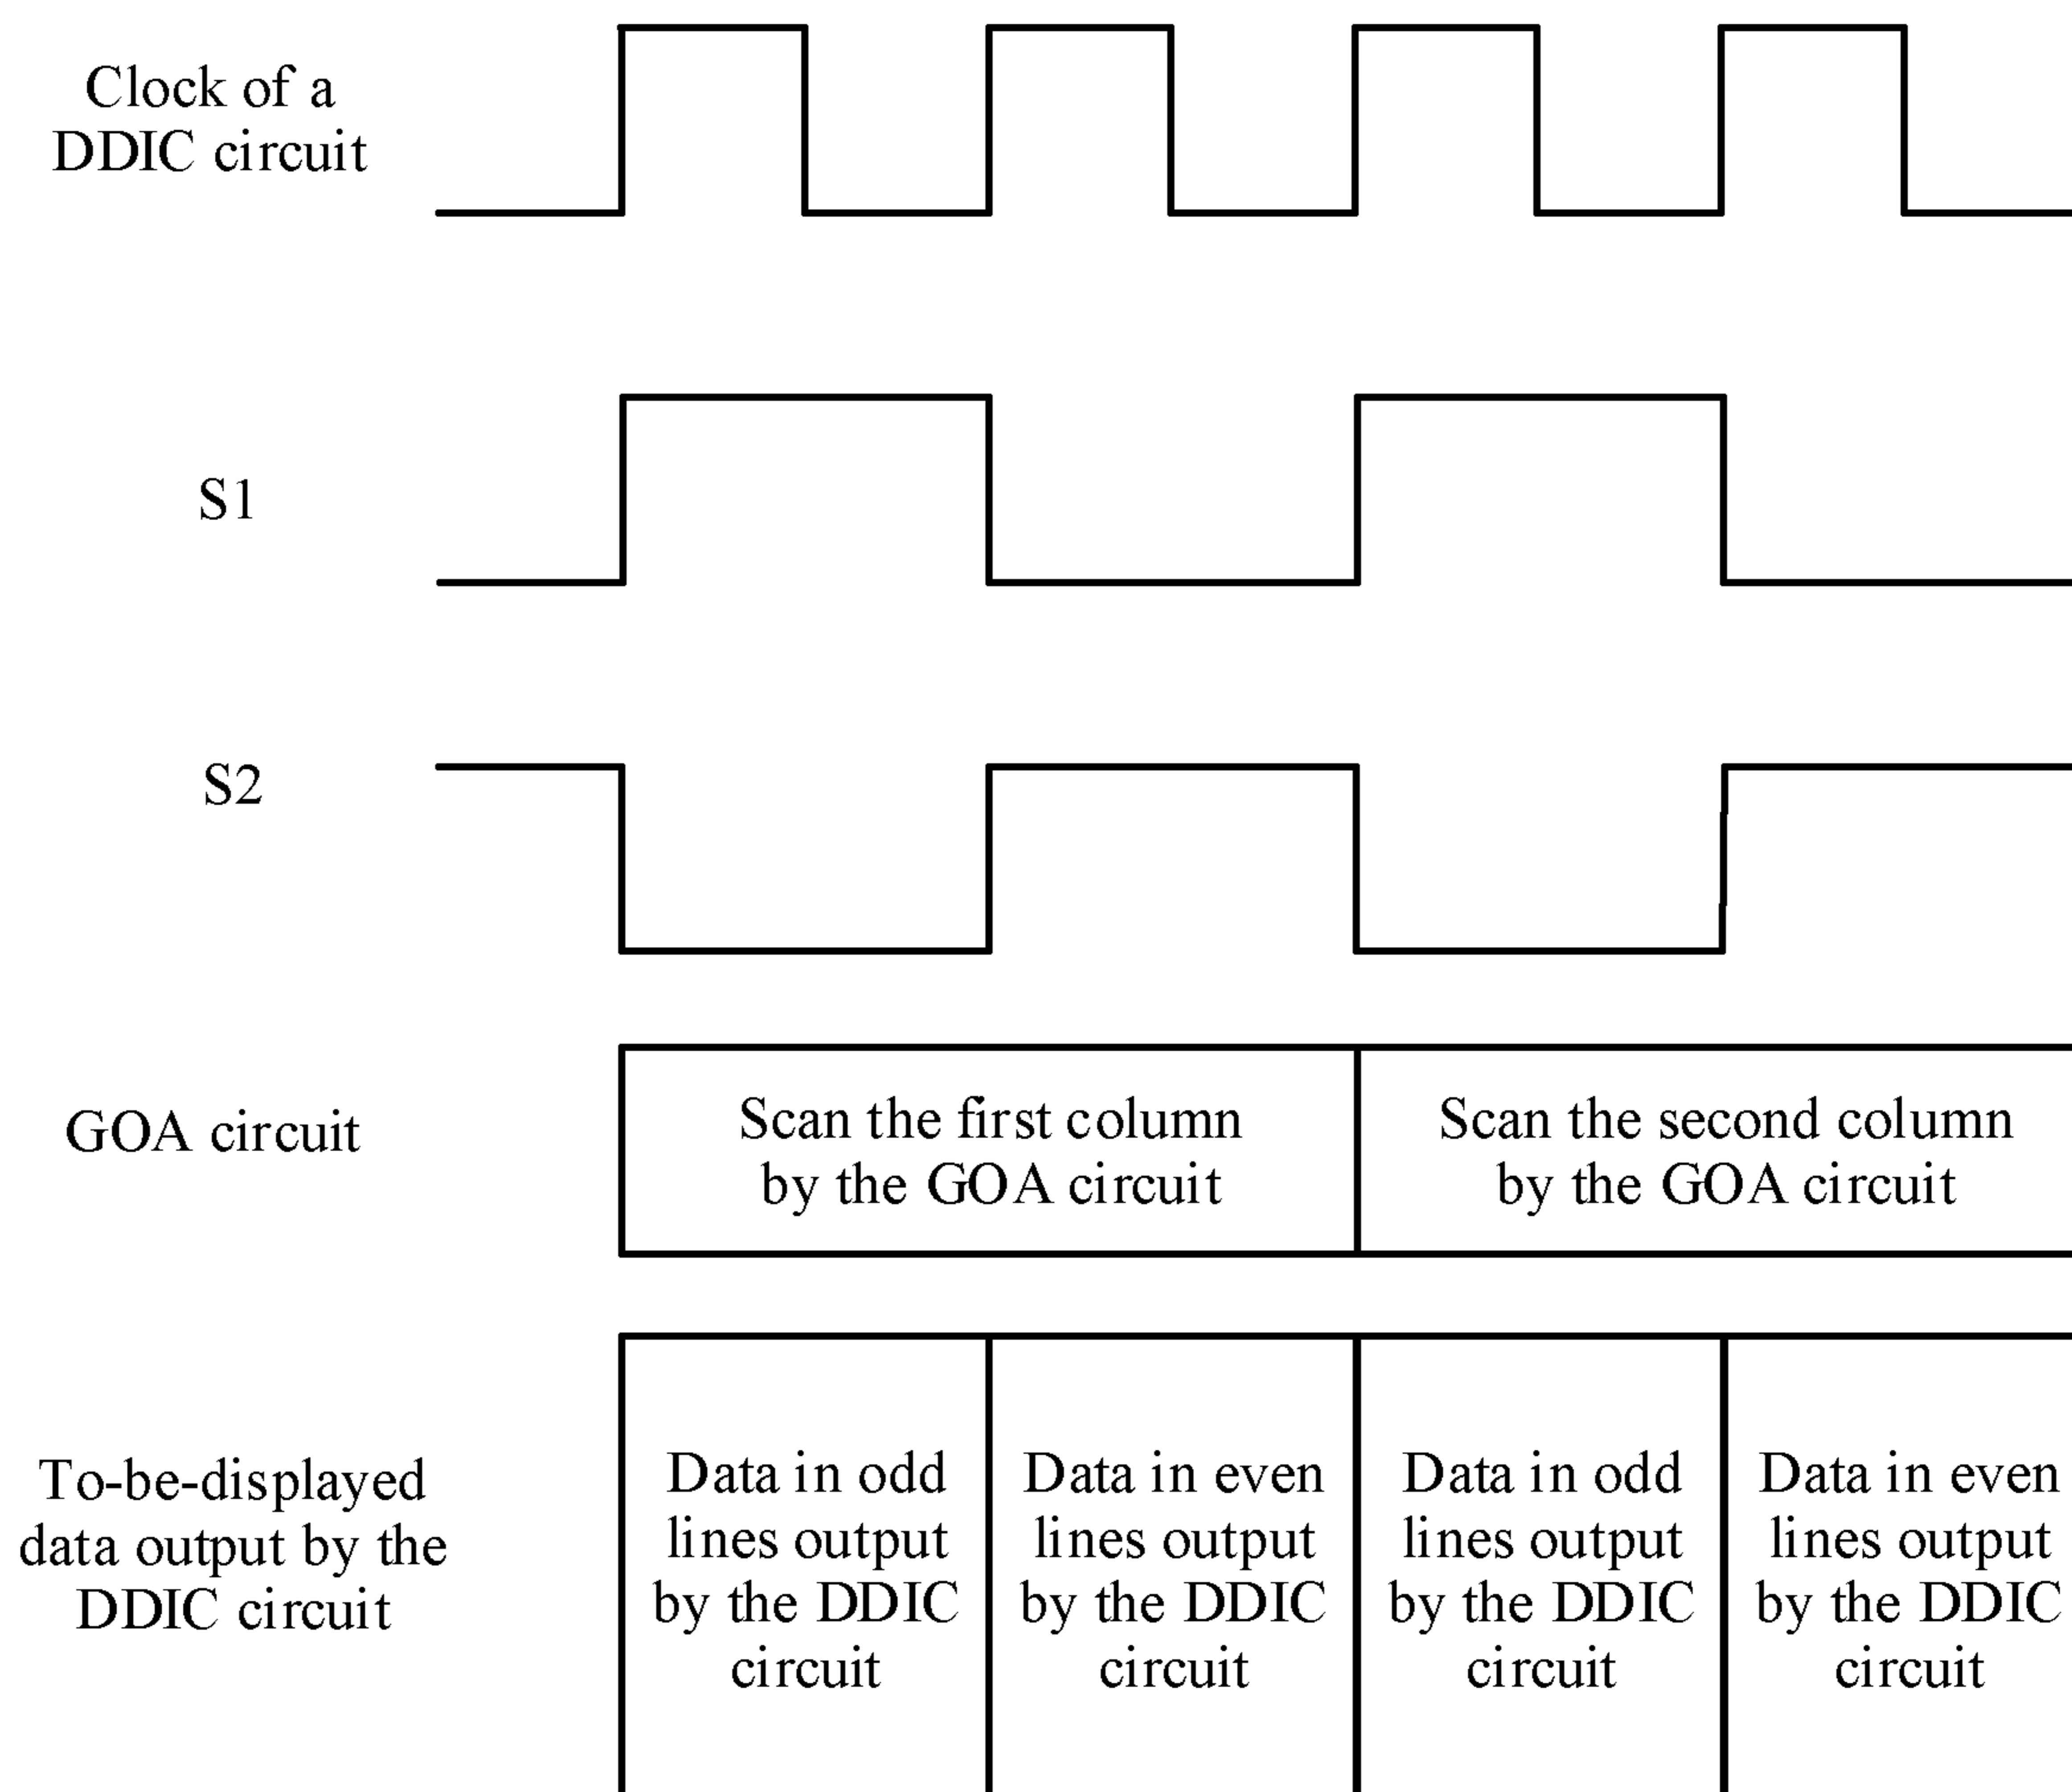 Clock of a
DDIC circuit
S1
S2
GOA circuit
Scan the first column
by the GOA circuit
Scan the second column
by the GOA circuit
To-be-displayed
data output by the
DDIC circuit
Data in odd
lines output
by the DDIC
circuit
Data in even
lines output
by the DDIC
circuit
Data in odd
lines output
by the DDIC
circuit
Data in even
lines output
by the DDIC
circuit